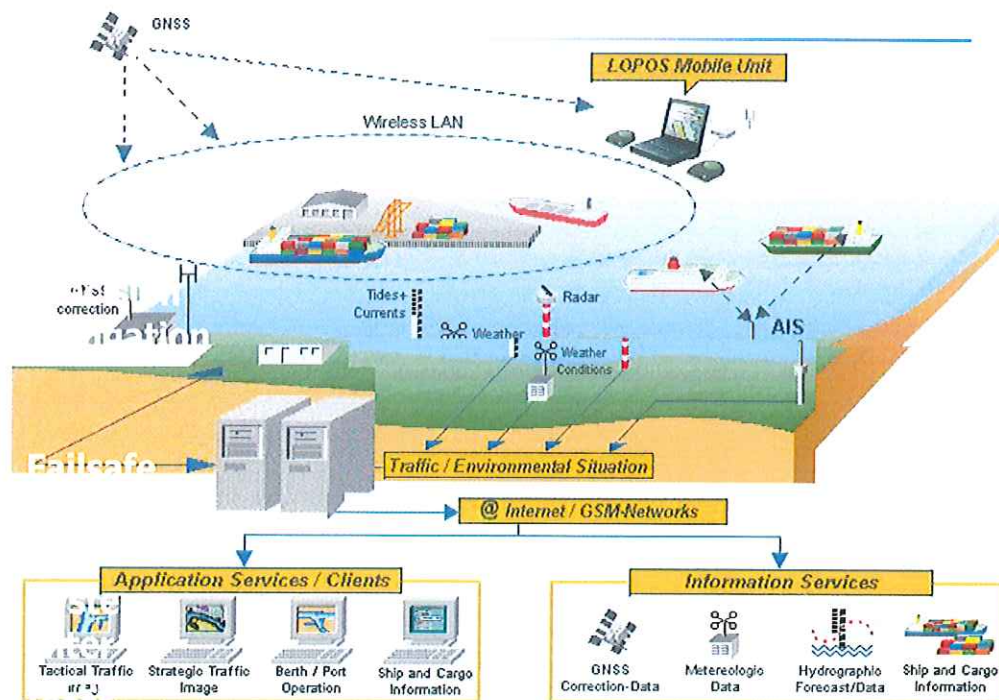 GNSS
LOPOS Mobile Unit
Wireless LAN
correction
Tides+
Currents
Radar
Weather
AIS
Weather
Conditions
Failsafe
Traffic / Environmental Situation
@ Internet / GSM-Networks
Application Services / Clients
Information Services
Tactical Traffic
Strategic Traffic
Image
Berth / Port
Operation
Ship and Cargo
Information
GNSS
Correction-Data
Metereologic
Data
Hydrographic
Forecast/Data
Ship and Cargo
Information